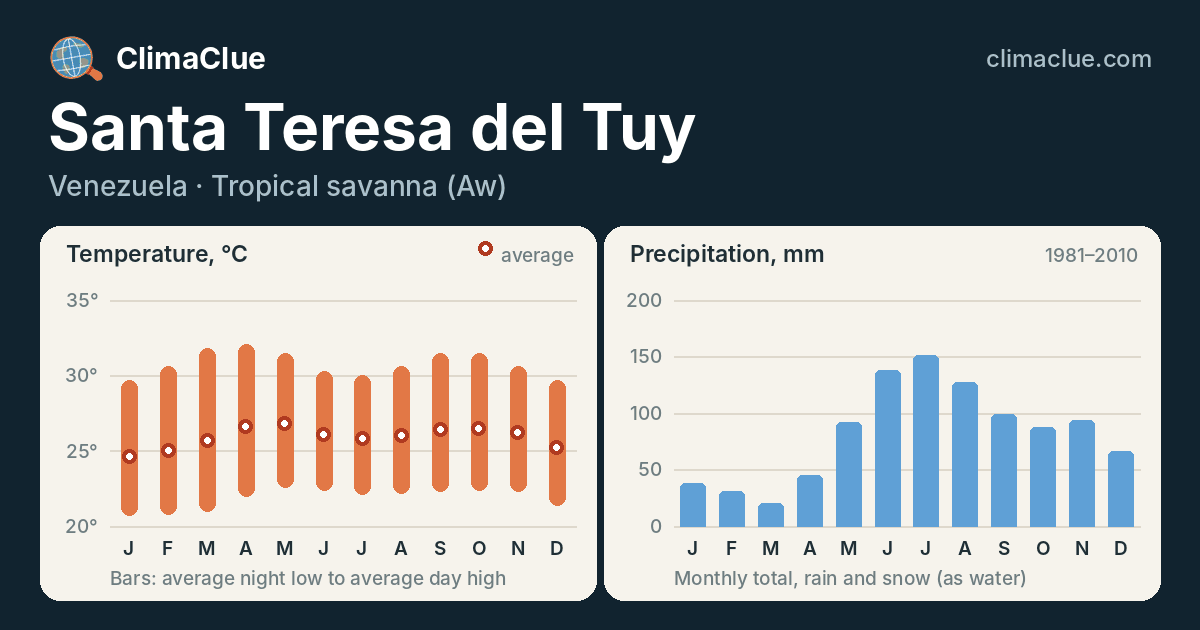 ClimaClue
climaclue.com
Santa Teresa del Tuy
Venezuela · Tropical savanna (Aw)
Temperature, °C
average
35°
30°
25°
20°
J F M A M J J A S O N D
Bars: average night low to average day high
Precipitation, mm
1981–2010
200
150
100
50
0
J F M A M J J A S O N D
Monthly total, rain and snow (as water)